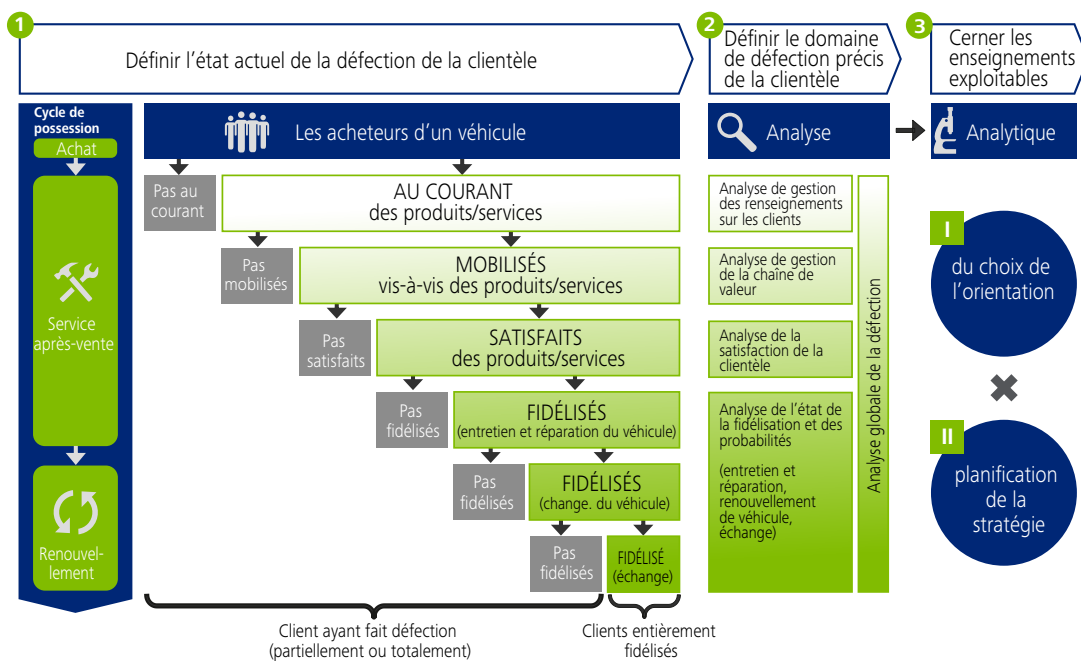 1
Définir l'état actuel de la défection de la clientèle
2
Définir le domaine
de défection précis
de la clientèle
3
Cerner les
enseignements
exploitables
Cycle de
possession
Achat
Service
après-vente
Renouvel-
lement
Les acheteurs d'un véhicule
Pas au
courant
AU COURANT
des produits/services
Pas
mobilisés
MOBILISÉS
vis-à-vis des produits/services
Pas
satisfaits
SATISFAITS
des produits/services
Pas
fidélisés
FIDÉLISÉS
(entretien et réparation du véhicule)
Pas
fidélisés
FIDÉLISÉS
(change. du véhicule)
Pas
fidélisés
FIDÉLISÉ
(échange)
Client ayant fait défection
(partiellement ou totalement)
Clients entièrement
fidélisés
Analyse
Analyse de gestion
des renseignements
sur les clients
Analyse de gestion
de la chaîne de
valeur
Analyse de la
satisfaction de la
clientèle
Analyse de l'état de
la fidélisation et des
probabilités
(entretien et
réparation,
renouvellement
de véhicule,
échange)
Analyse globale de la défection
Analytique
I
du choix de
l'orientation
II
planification
de la
stratégie